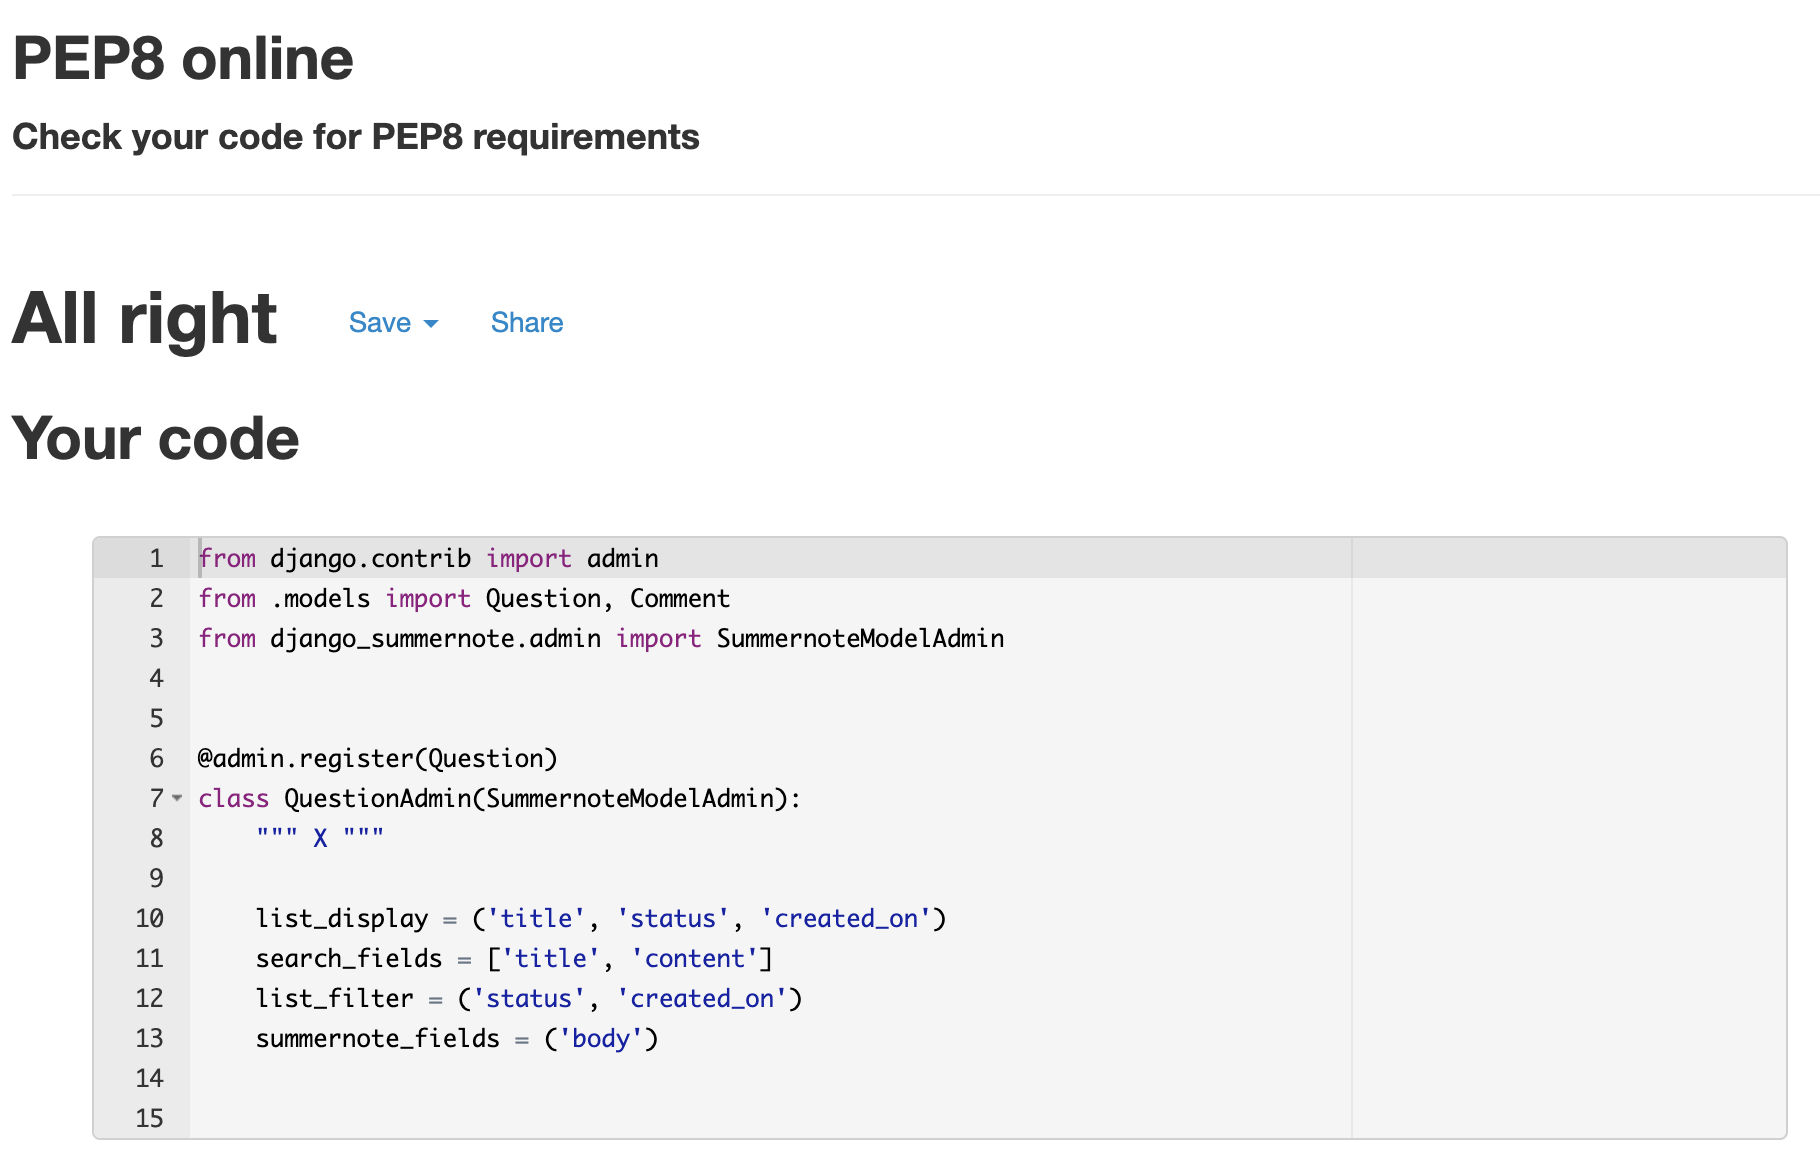 PEP8 online
Check your code for PEP8 requirements
All right Save Share
Your code
1 from django.contrib import admin
2 from .models import Question, Comment
3 from django_summernote.admin import SummernoteModelAdmin
4
5
6 @admin.register(Question)
7 class QuestionAdmin(SummernoteModelAdmin):
8     """ X """
9
10     list_display = ('title', 'status', 'created_on')
11     search_fields = ['title', 'content']
12     list_filter = ('status', 'created_on')
13     summernote_fields = ('body')
14
15